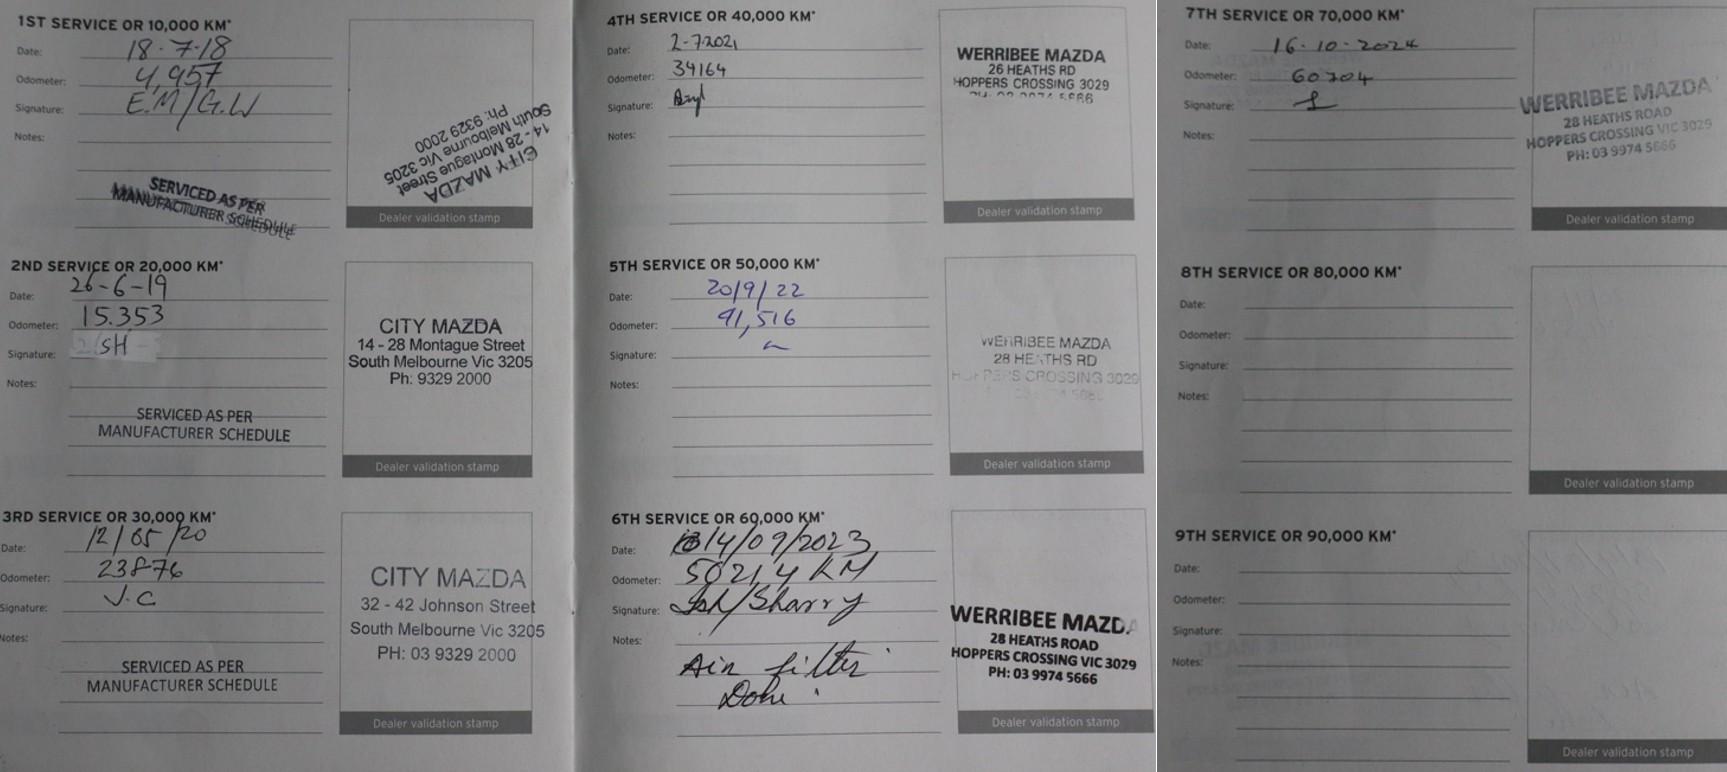 1ST SERVICE OR 10,000 KM*
Date: 18-7-18
Odometer: 4,957
Signature: E.M/G.W
Notes:
SERVICED AS PER
MANUFACTURER SCHEDULE
CITY MAZDA
14 - 28 Montague Street
South Melbourne Vic 3205
Ph: 9329 2000
Dealer validation stamp
2ND SERVICE OR 20,000 KM*
Date: 26-6-19
Odometer: 15.353
Signature: SH
Notes:
SERVICED AS PER
MANUFACTURER SCHEDULE
CITY MAZDA
14 - 28 Montague Street
South Melbourne Vic 3205
Ph: 9329 2000
Dealer validation stamp
3RD SERVICE OR 30,000 KM*
Date: 12/05/20
Odometer: 23876
Signature: J.C
Notes:
SERVICED AS PER
MANUFACTURER SCHEDULE
CITY MAZDA
32 - 42 Johnson Street
South Melbourne Vic 3205
PH: 03 9329 2000
Dealer validation stamp
4TH SERVICE OR 40,000 KM*
Date: 2-7-2021
Odometer: 34164
Signature:
Notes:
WERRIBEE MAZDA
26 HEATHS RD
HOPPERS CROSSING 3029
Dealer validation stamp
5TH SERVICE OR 50,000 KM*
Date: 20/9/22
Odometer: 41,516
Signature:
Notes:
WERRIBEE MAZDA
28 HEATHS RD
HOPPERS CROSSING 3029
Dealer validation stamp
6TH SERVICE OR 60,000 KM*
Date: 14/09/2023
Odometer: 50214 KM
Signature: /Sharry
Notes:
Air filter
Done
WERRIBEE MAZDA
28 HEATHS ROAD
HOPPERS CROSSING VIC 3029
PH: 03 9974 5666
Dealer validation stamp
7TH SERVICE OR 70,000 KM*
Date: 16-10-2024
Odometer: 60704
Signature:
Notes:
WERRIBEE MAZDA
28 HEATHS ROAD
HOPPERS CROSSING VIC 3029
PH: 03 9974 5666
Dealer validation stamp
8TH SERVICE OR 80,000 KM*
Date:
Odometer:
Signature:
Notes:
Dealer validation stamp
9TH SERVICE OR 90,000 KM*
Date:
Odometer:
Signature:
Notes:
Dealer validation stamp